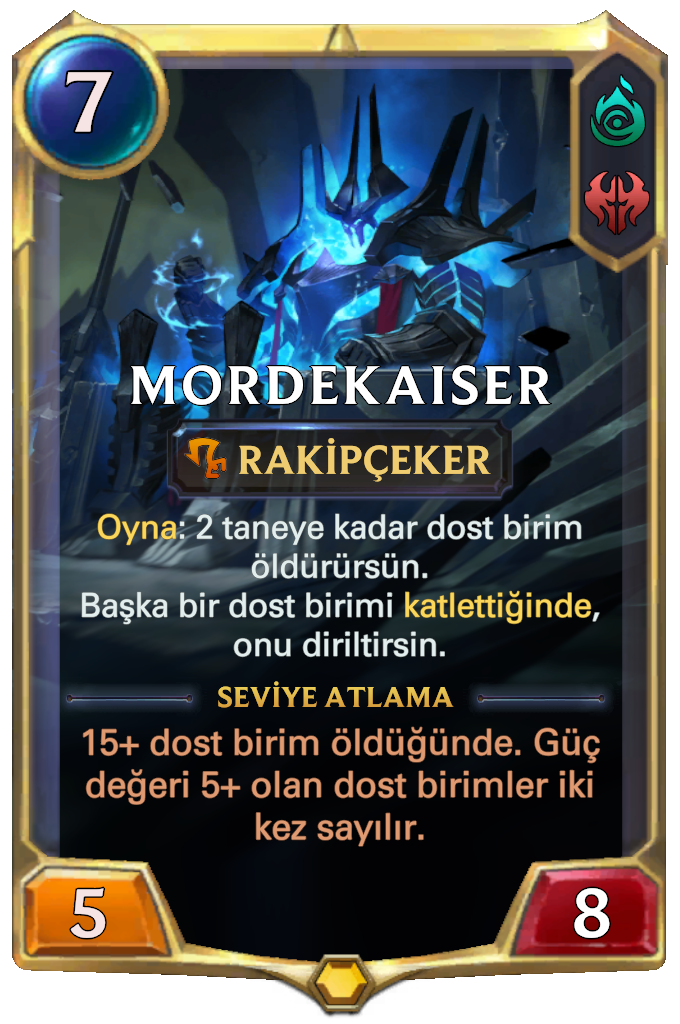 7
MORDEKAISER
RAKİPÇEKER
Oyna: 2 taneye kadar dost birim
öldürürsün.
Başka bir dost birimi katlettiğinde,
onu diriltirsin.
SEVİYE ATLAMA
15+ dost birim öldüğünde. Güç
değeri 5+ olan dost birimler iki
kez sayılır.
5
8